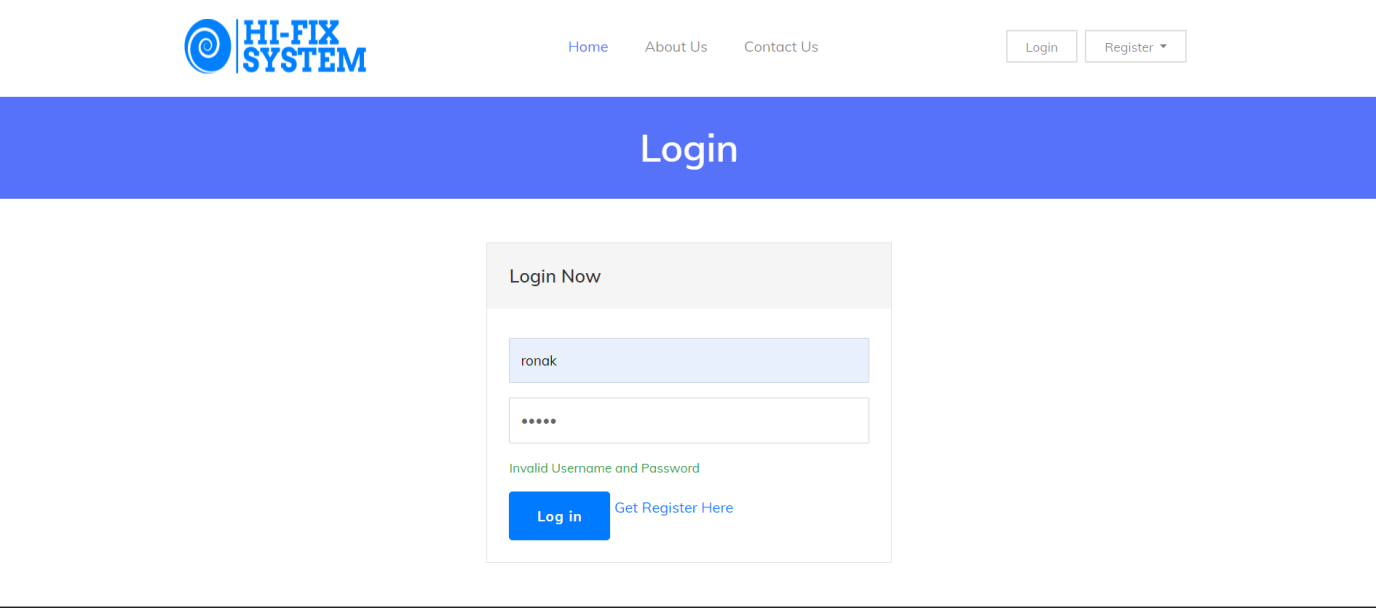 HI-FIX
SYSTEM
Home About Us Contact Us
Login Register
Login
Login Now
ronak
•••••
Invalid Username and Password
Log in Get Register Here